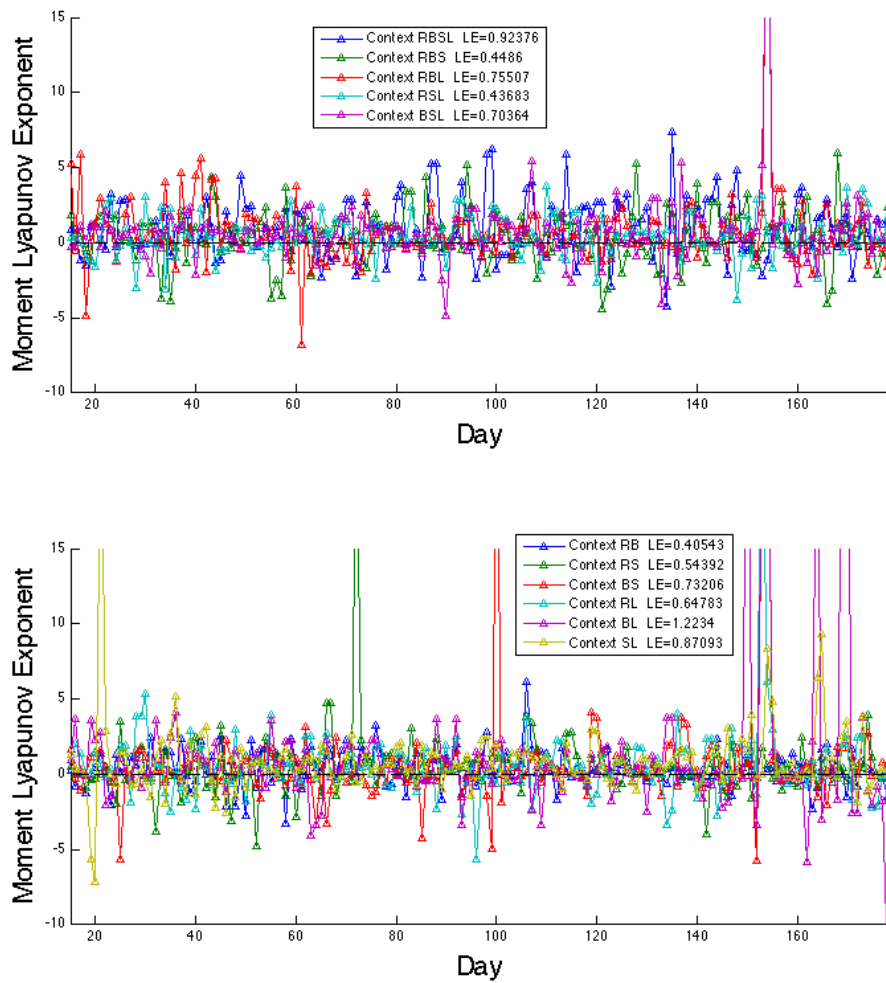 15
10
5
0
-5
-10
Moment Lyapunov Exponent
Context RBSL LE=0.92376
Context RBS LE=0.4486
Context RBL LE=0.75507
Context RSL LE=0.43683
Context BSL LE=0.70364
20 40 60 80 100 120 140 160
Day
15
10
5
0
-5
-10
Moment Lyapunov Exponent
Context RB LE=0.40543
Context RS LE=0.54392
Context BS LE=0.73206
Context RL LE=0.64783
Context BL LE=1.2234
Context SL LE=0.87093
20 40 60 80 100 120 140 160
Day